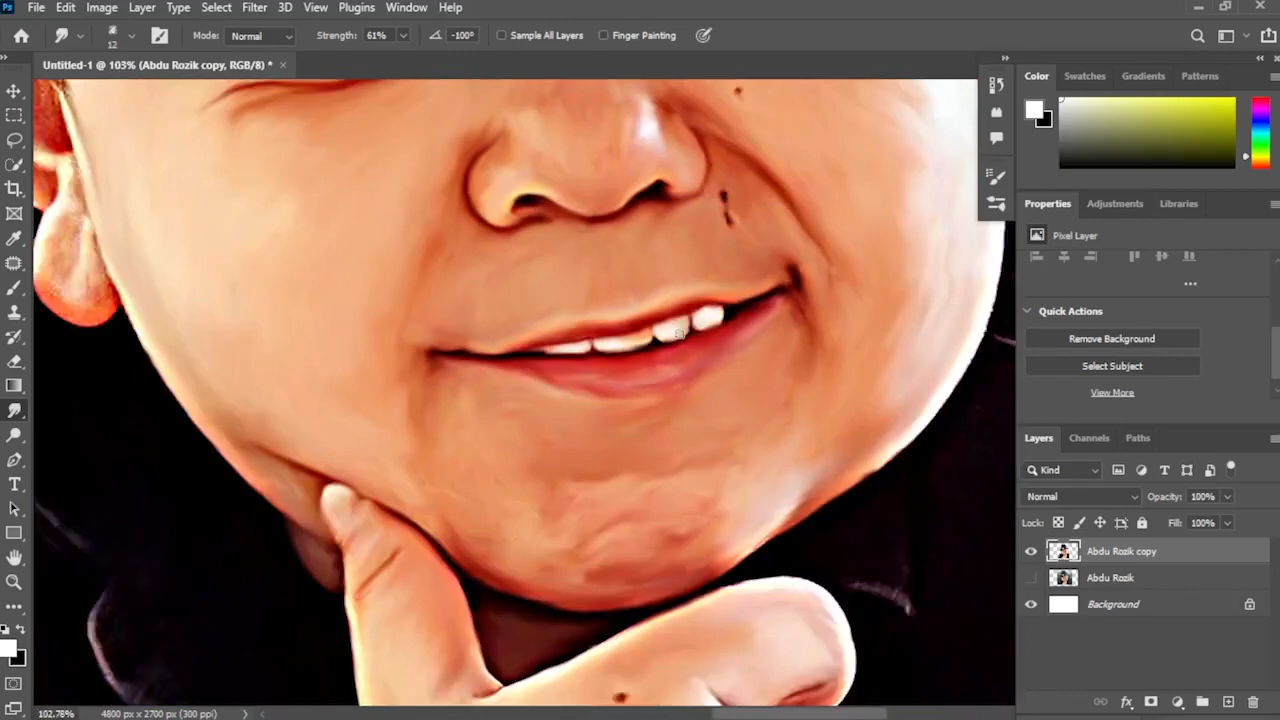 Ps File Edit Image Layer Type Select Filter 3D View Plugins Window Help
12 Mode: Normal Strength: 61% -100° Sample All Layers Finger Painting
Untitled-1 @ 103% (Abdu Rozik copy, RGB/8) *
Color Swatches Gradients Patterns
Properties Adjustments Libraries
Pixel Layer
Quick Actions
Remove Background
Select Subject
View More
Layers Channels Paths
Kind
Normal Opacity: 100%
Lock: Fill: 100%
Abdu Rozik copy
Abdu Rozik
Background
102.78% 4800 px x 2700 px (300 ppi)